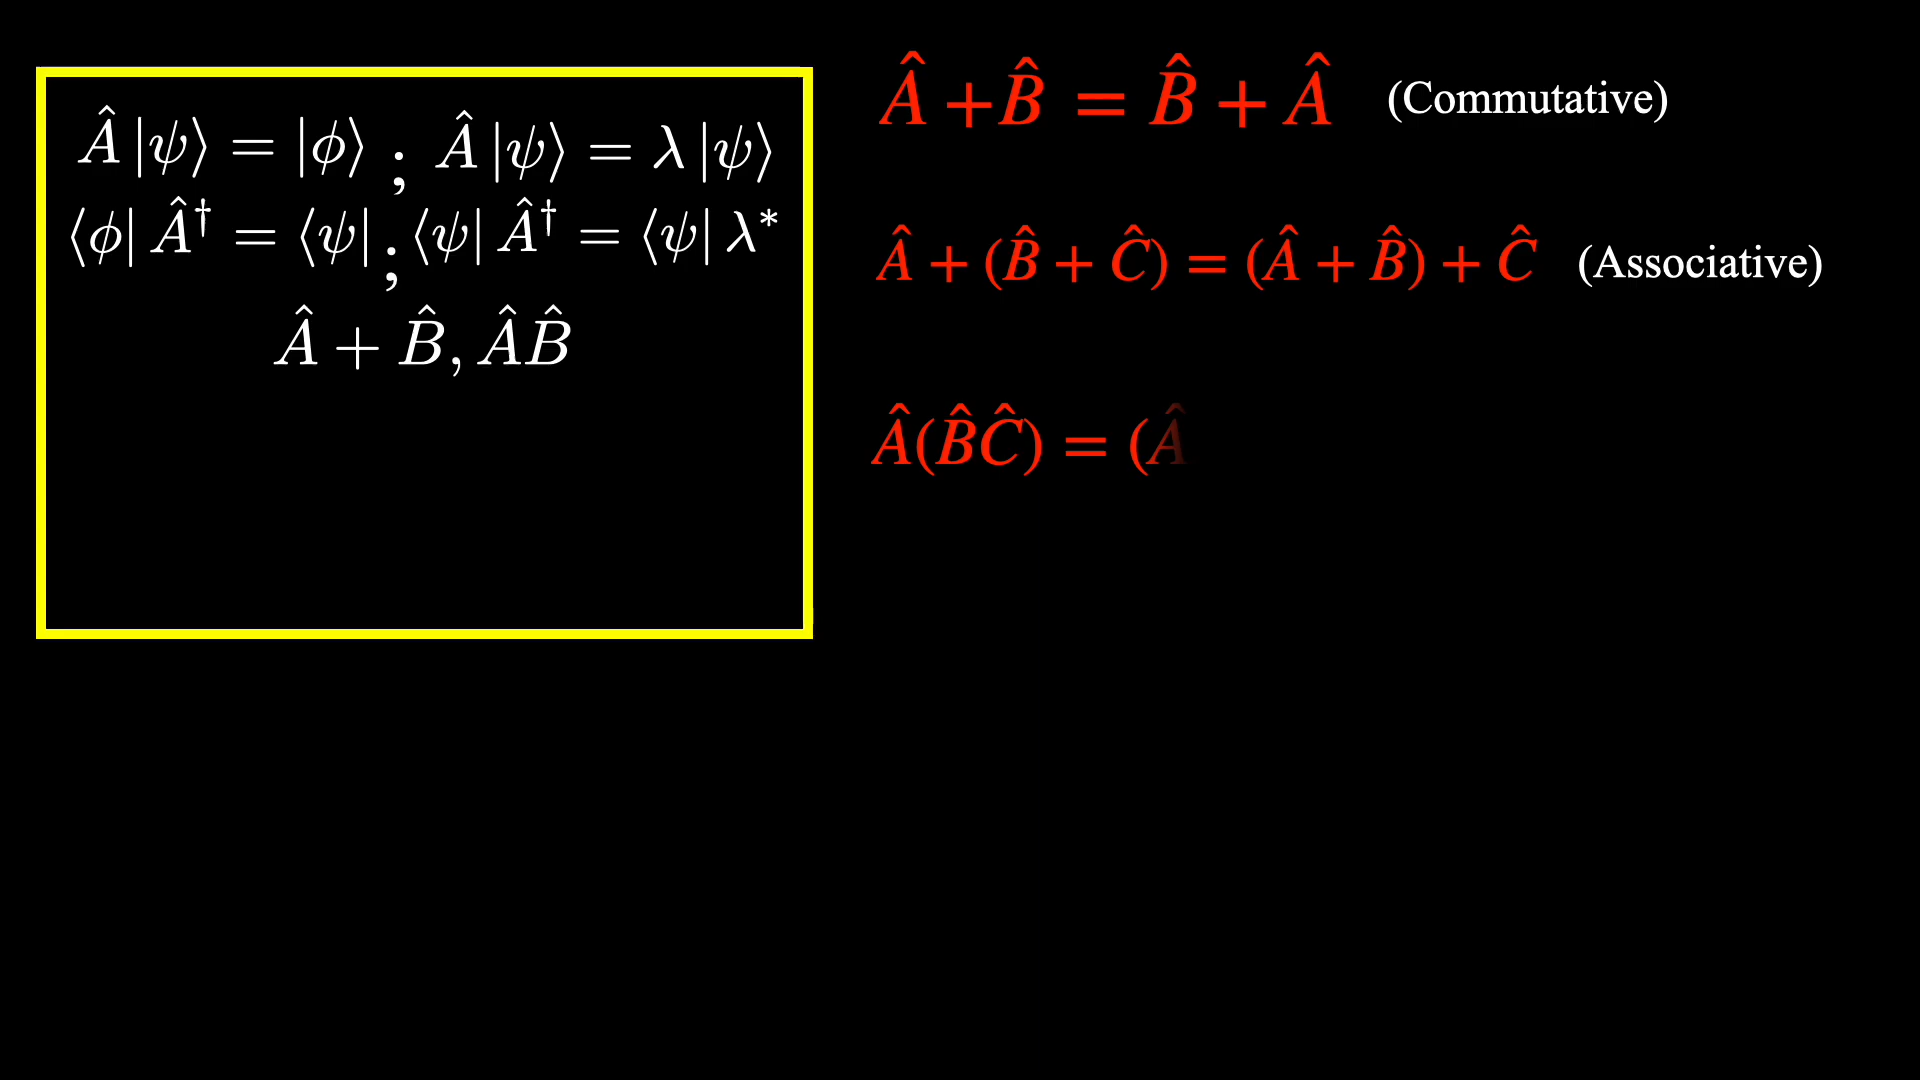 Â|ψ⟩ = |ϕ⟩ ; Â|ψ⟩ = λ|ψ⟩
⟨ϕ|Â† = ⟨ψ| ; ⟨ψ|Â† = ⟨ψ|λ*
Â + B̂, ÂB̂
Â + B̂ = B̂ + Â (Commutative)
Â + (B̂ + Ĉ) = (Â + B̂) + Ĉ (Associative)
Â(B̂Ĉ) = (Â